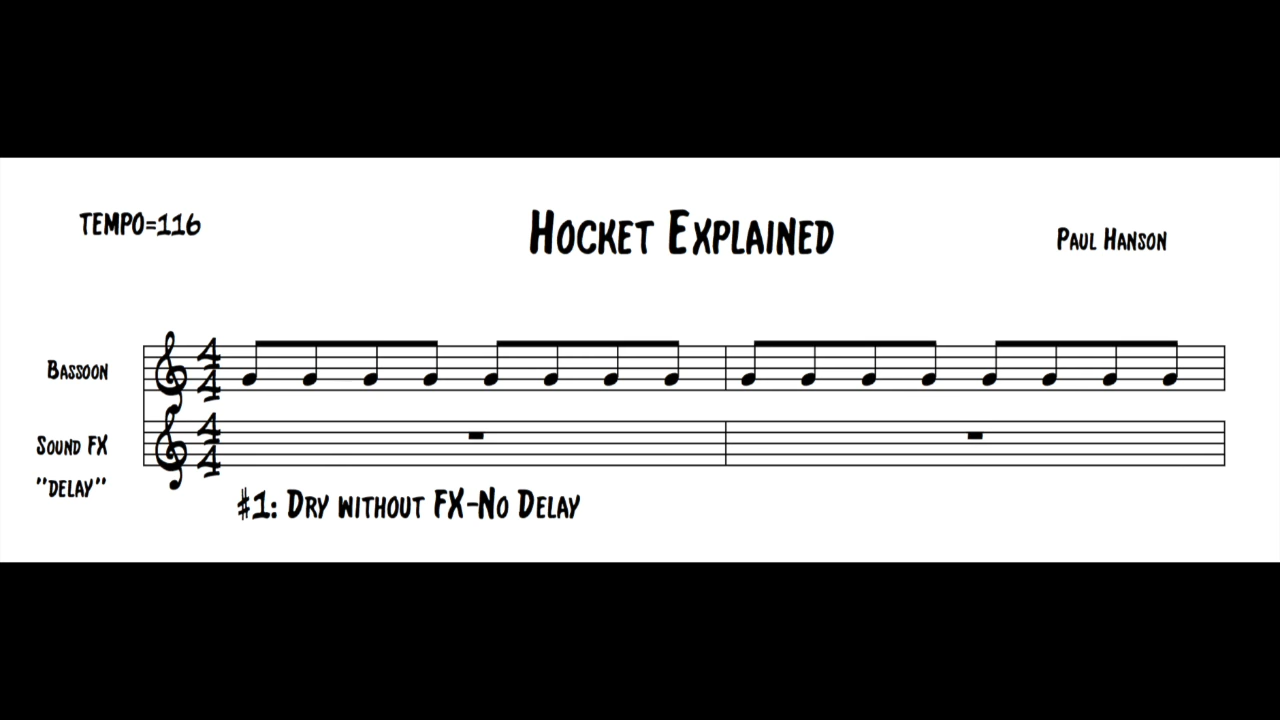 TEMPO=116
Hocket Explained
Paul Hanson
Bassoon
Sound FX
"DELAY"
#1: Dry without FX-No Delay